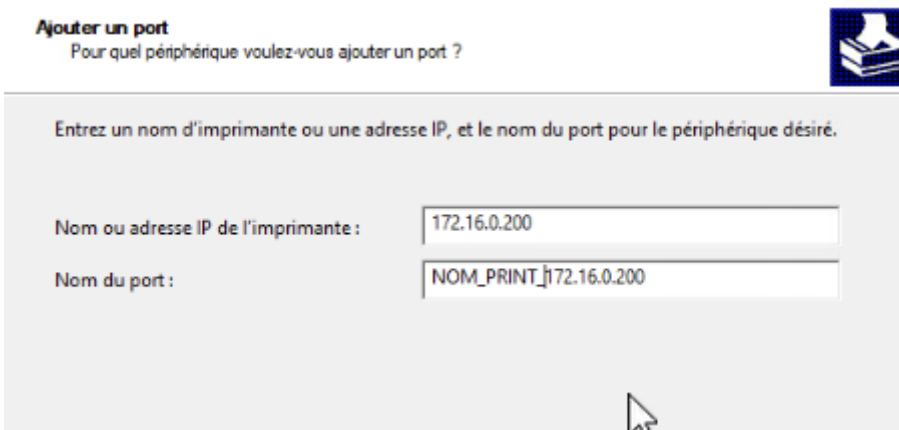 Ajouter un port
Pour quel périphérique voulez-vous ajouter un port ?
Entrez un nom d'imprimante ou une adresse IP, et le nom du port pour le périphérique désiré.
Nom ou adresse IP de l'imprimante : 172.16.0.200
Nom du port : NOM_PRINT_172.16.0.200